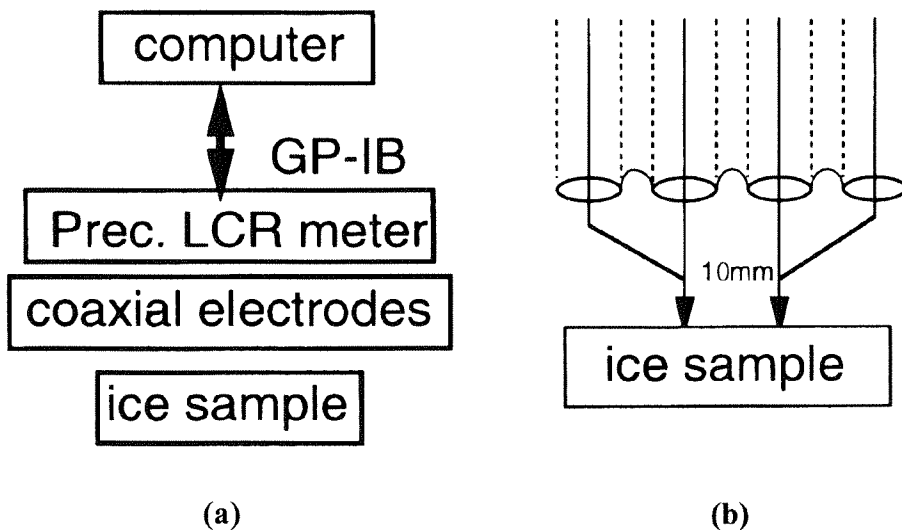 computer
GP-IB
Prec. LCR meter
coaxial electrodes
ice sample
(a)
10mm
ice sample
(b)